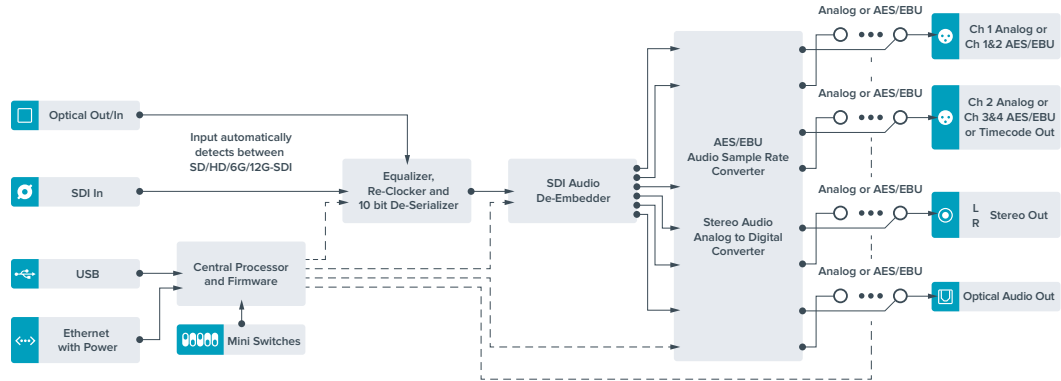 Optical Out/In
SDI In
USB
Ethernet
with Power
Input automatically
detects between
SD/HD/6G/12G-SDI
Central Processor
and Firmware
Mini Switches
Equalizer,
Re-Clocker and
10 bit De-Serializer
SDI Audio
De-Embedder
AES/EBU
Audio Sample Rate
Converter
Stereo Audio
Analog to Digital
Converter
Analog or AES/EBU
Ch 1 Analog or
Ch 1&2 AES/EBU
Analog or AES/EBU
Ch 2 Analog or
Ch 3&4 AES/EBU
or Timecode Out
Analog or AES/EBU
L
R
Stereo Out
Analog or AES/EBU
Optical Audio Out